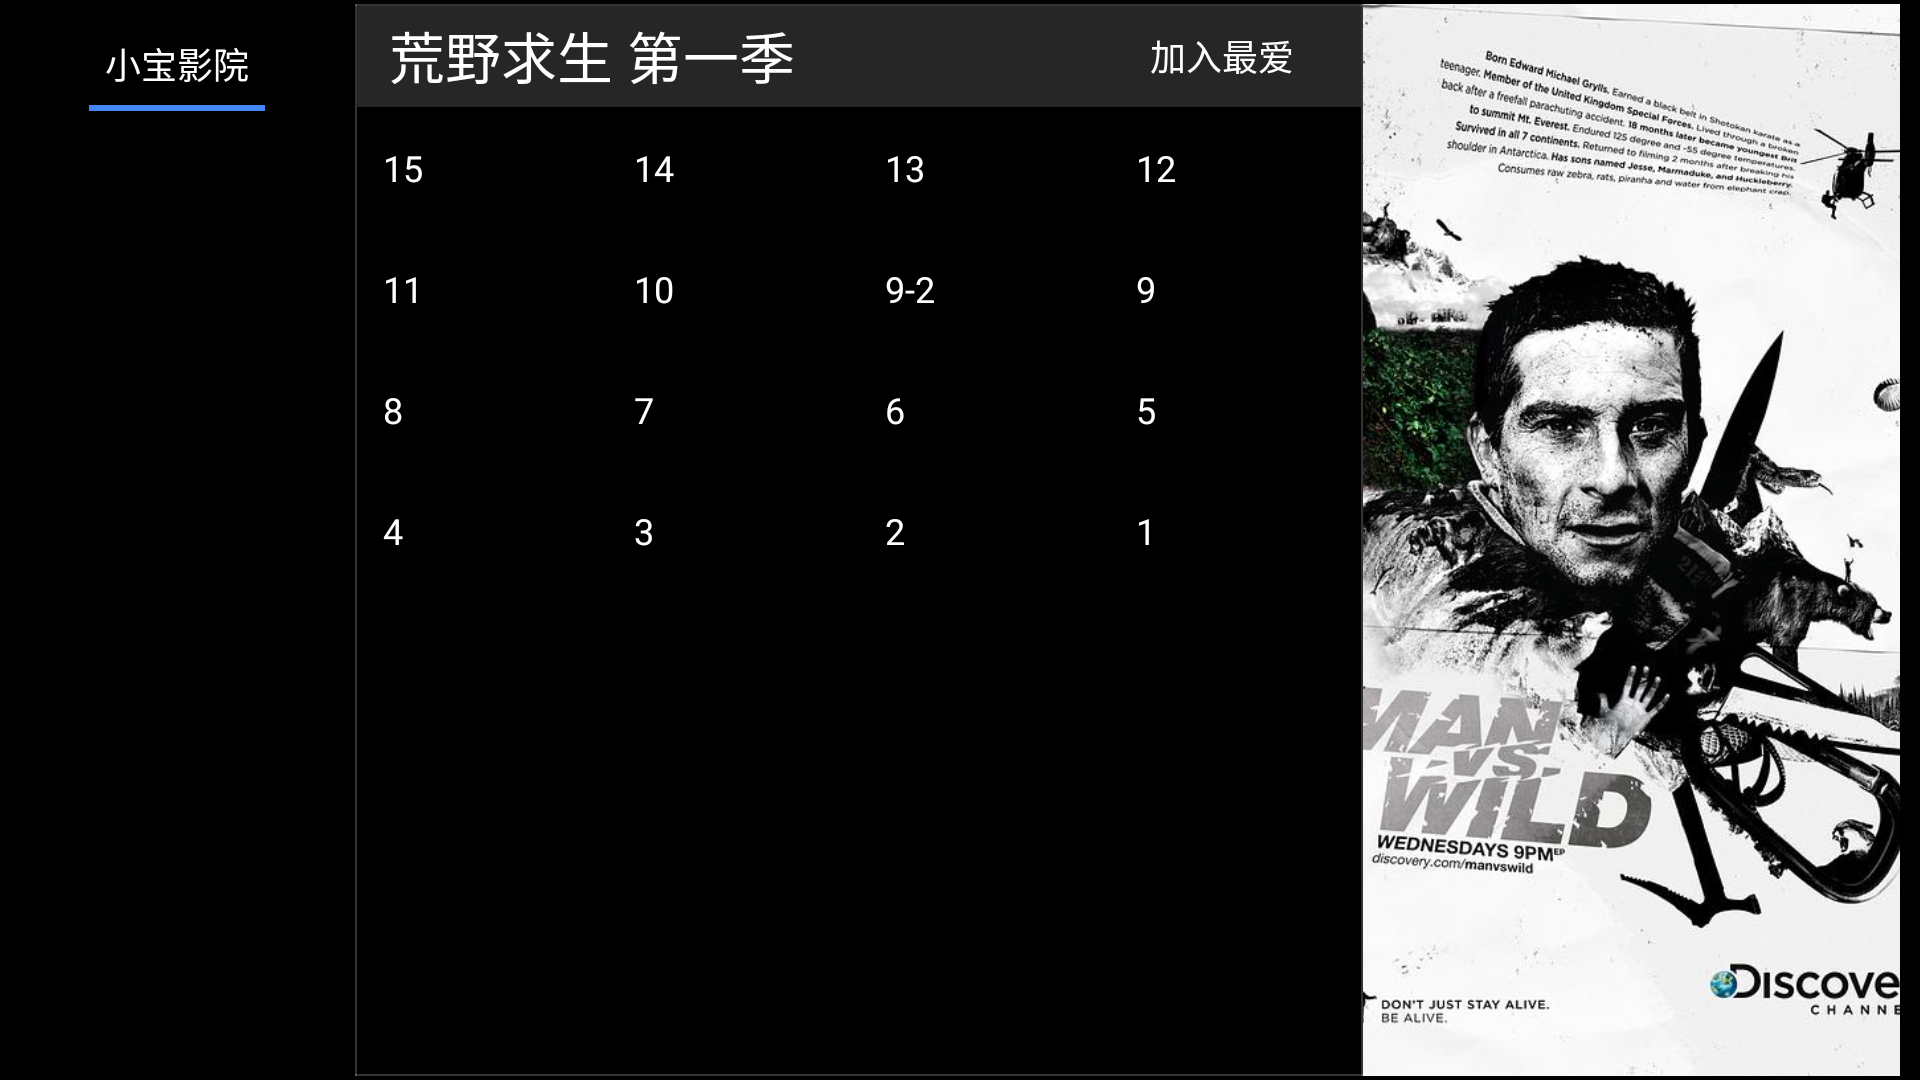 小宝影院
荒野求生 第一季
加入最爱
15
14
13
12
11
10
9-2
9
8
7
6
5
4
3
2
1
Born Edward Michael Grylls. Earned a black belt in Shotokan karate as a
teenager. Member of the United Kingdom Special Forces. Lived through a broken
back after a freefall parachuting accident. 18 months later became youngest Brit
to summit Mt. Everest. Endured 125 degree and -55 degree temperatures.
Survived in all 7 continents. Returned to filming 2 months after breaking his
shoulder in Antarctica. Has sons named Jesse, Marmaduke, and Huckleberry.
Consumes raw zebra, rats, piranha and water from elephant crap.
MAN
VS.
WILD
WEDNESDAYS 9PM EP
discovery.com/manvswild
DISCOVE
CHANNE
DON'T JUST STAY ALIVE.
BE ALIVE.